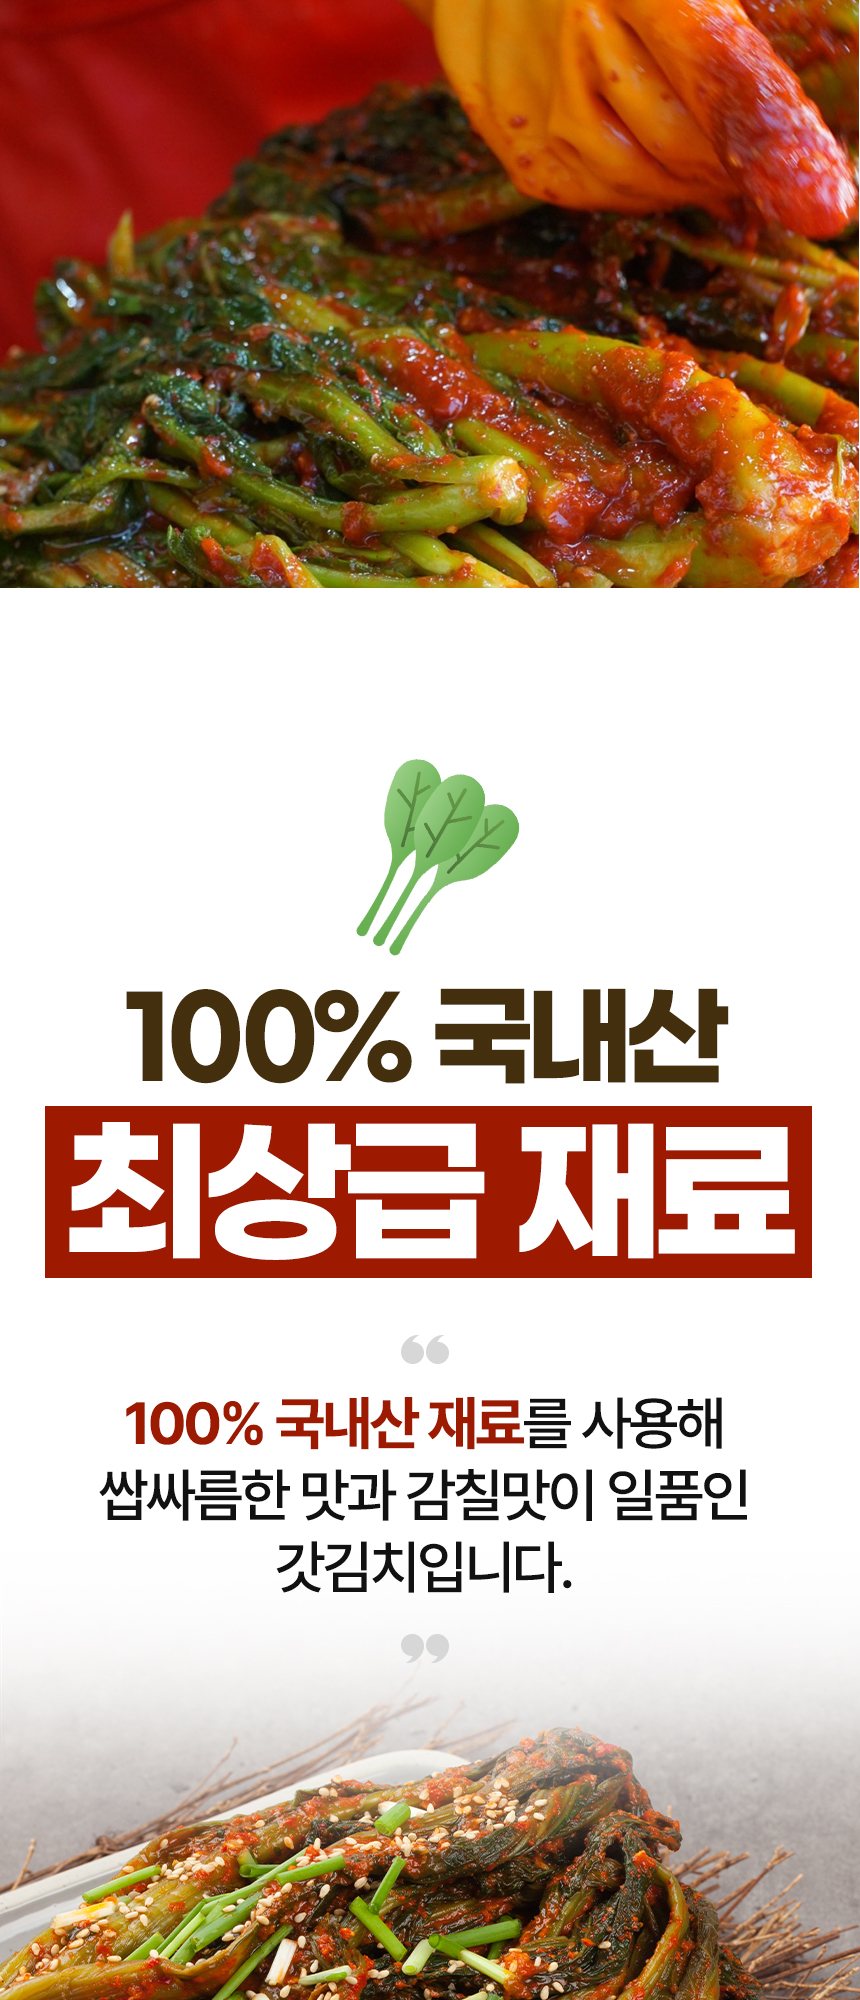 100% 국내산
최상급 재료
“
100% 국내산 재료를 사용해
쌉싸름한 맛과 감칠맛이 일품인
갓김치입니다.
”